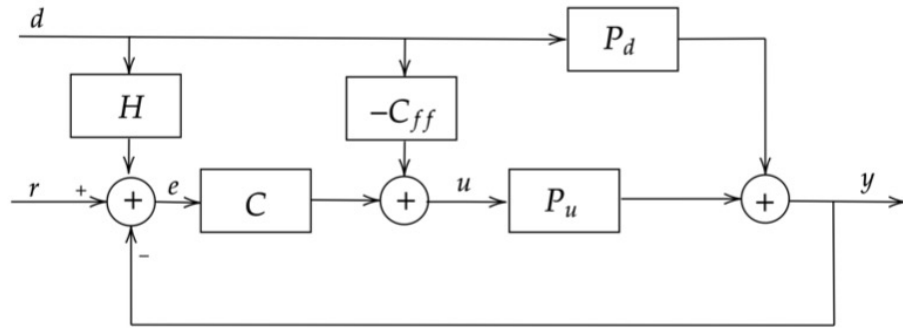 d
P_d
H
–C_ff
r + e C + u P_u + y
+
–